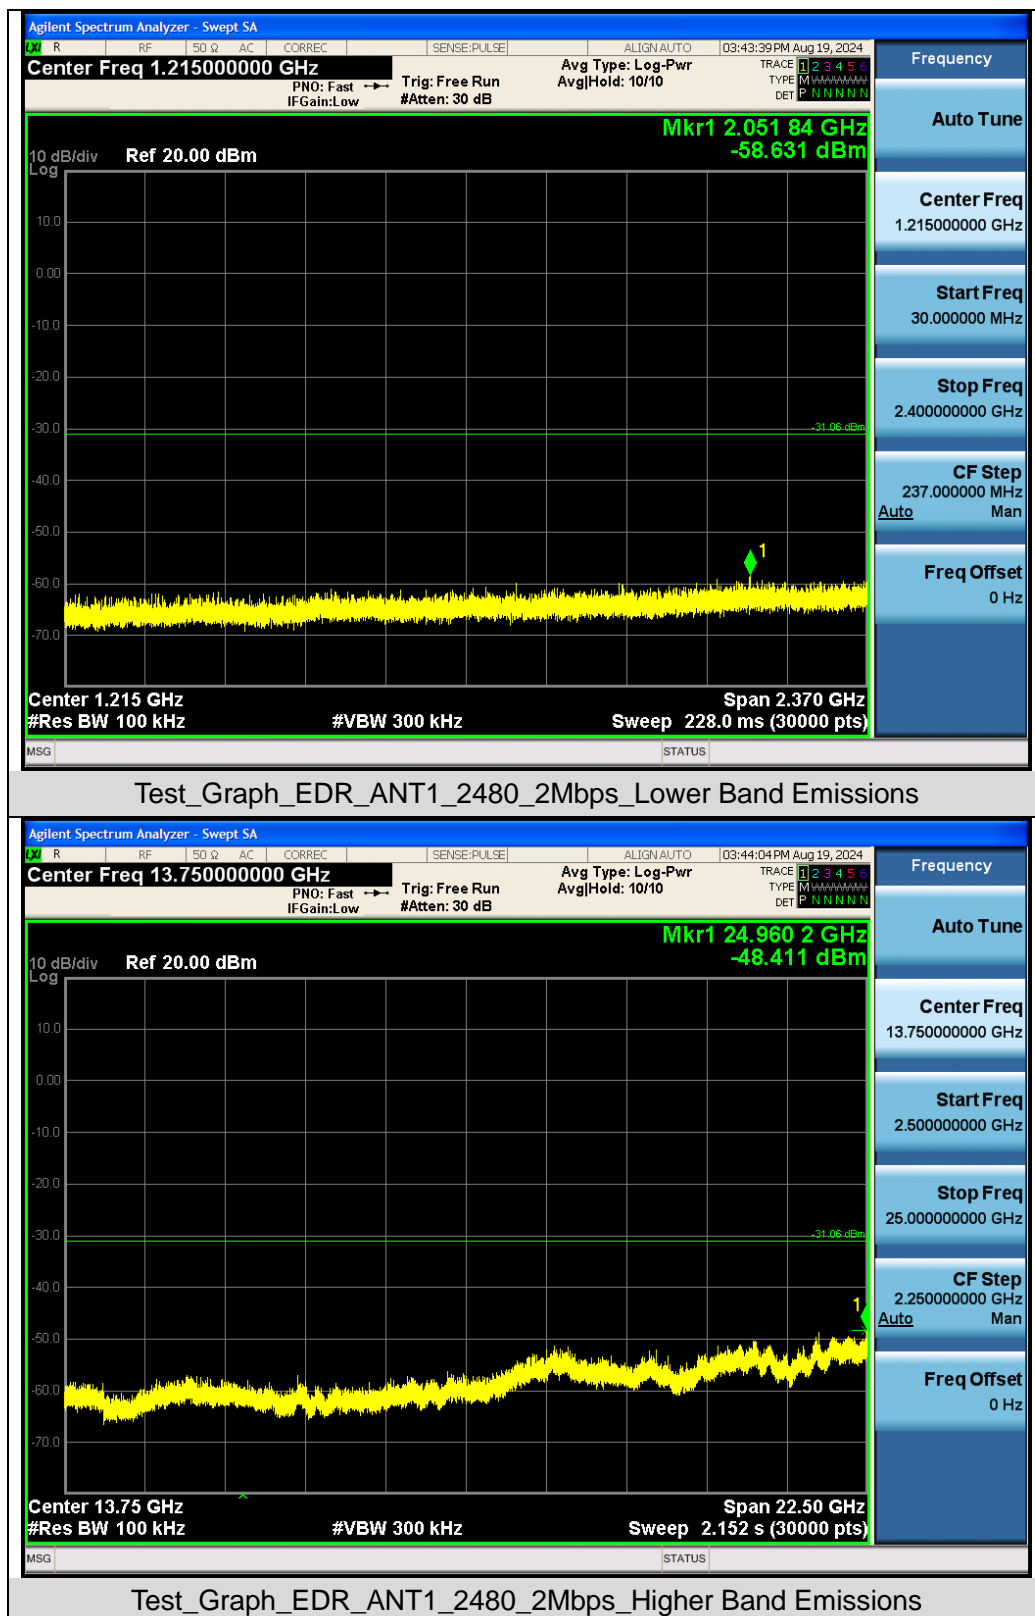 Agilent Spectrum Analyzer - Swept SA
LXI R RF 50 Ω AC CORREC SENSE:PULSE ALIGN AUTO 03:43:39 PM Aug 19, 2024
Center Freq 1.215000000 GHz
PNO: Fast
IFGain:Low
Trig: Free Run
#Atten: 30 dB
Avg Type: Log-Pwr
Avg|Hold: 10/10
TRACE 1 2 3 4 5 6
TYPE M WWWWW
DET P N N N N N
Mkr1 2.051 84 GHz
-58.631 dBm
10 dB/div Ref 20.00 dBm
Log
10.0
0.00
-10.0
-20.0
-30.0
-31.06 dBm
-40.0
-50.0
1
-60.0
-70.0
Center 1.215 GHz Span 2.370 GHz
#Res BW 100 kHz #VBW 300 kHz Sweep 228.0 ms (30000 pts)
MSG STATUS
Frequency
Auto Tune
Center Freq
1.215000000 GHz
Start Freq
30.000000 MHz
Stop Freq
2.400000000 GHz
CF Step
237.000000 MHz
Auto Man
Freq Offset
0 Hz
Test_Graph_EDR_ANT1_2480_2Mbps_Lower Band Emissions
Agilent Spectrum Analyzer - Swept SA
LXI R RF 50 Ω AC CORREC SENSE:PULSE ALIGN AUTO 03:44:04 PM Aug 19, 2024
Center Freq 13.750000000 GHz
PNO: Fast
IFGain:Low
Trig: Free Run
#Atten: 30 dB
Avg Type: Log-Pwr
Avg|Hold: 10/10
TRACE 1 2 3 4 5 6
TYPE M WWWWW
DET P N N N N N
Mkr1 24.960 2 GHz
-48.411 dBm
10 dB/div Ref 20.00 dBm
Log
10.0
0.00
-10.0
-20.0
-30.0
-31.06 dBm
-40.0
1
-50.0
-60.0
-70.0
Center 13.75 GHz Span 22.50 GHz
#Res BW 100 kHz #VBW 300 kHz Sweep 2.152 s (30000 pts)
MSG STATUS
Frequency
Auto Tune
Center Freq
13.750000000 GHz
Start Freq
2.500000000 GHz
Stop Freq
25.000000000 GHz
CF Step
2.250000000 GHz
Auto Man
Freq Offset
0 Hz
Test_Graph_EDR_ANT1_2480_2Mbps_Higher Band Emissions